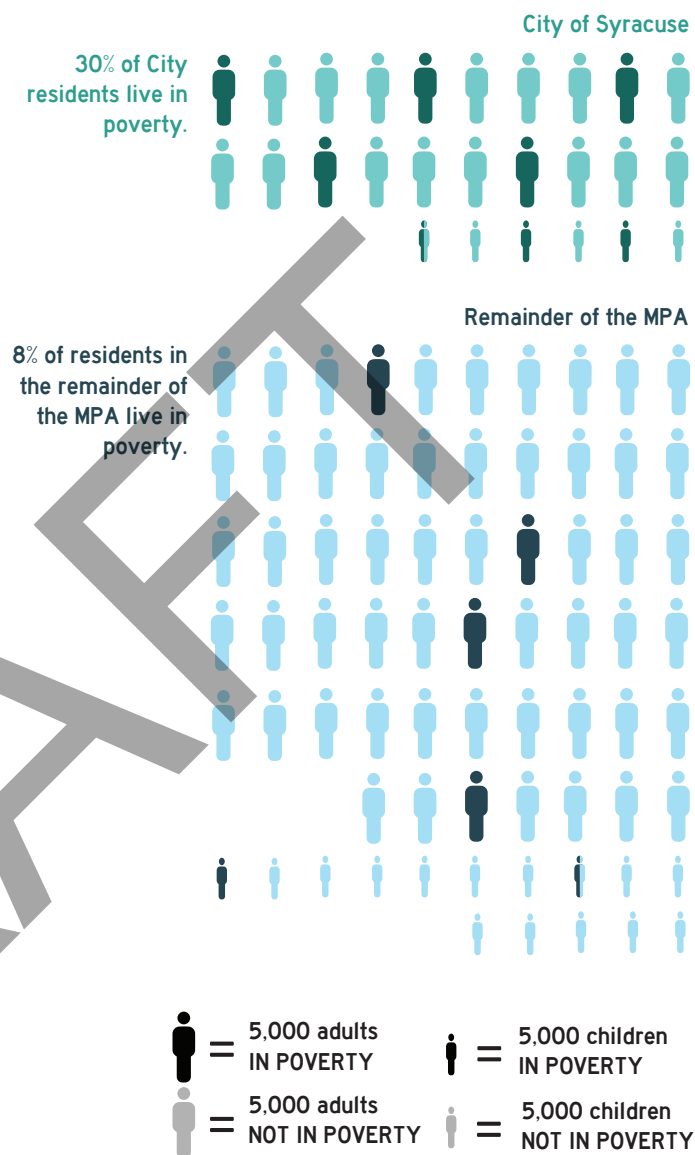 City of Syracuse
30% of City
residents live in
poverty.
Remainder of the MPA
8% of residents in
the remainder of
the MPA live in
poverty.
= 5,000 adults
IN POVERTY
= 5,000 children
IN POVERTY
= 5,000 adults
NOT IN POVERTY
= 5,000 children
NOT IN POVERTY
AFT